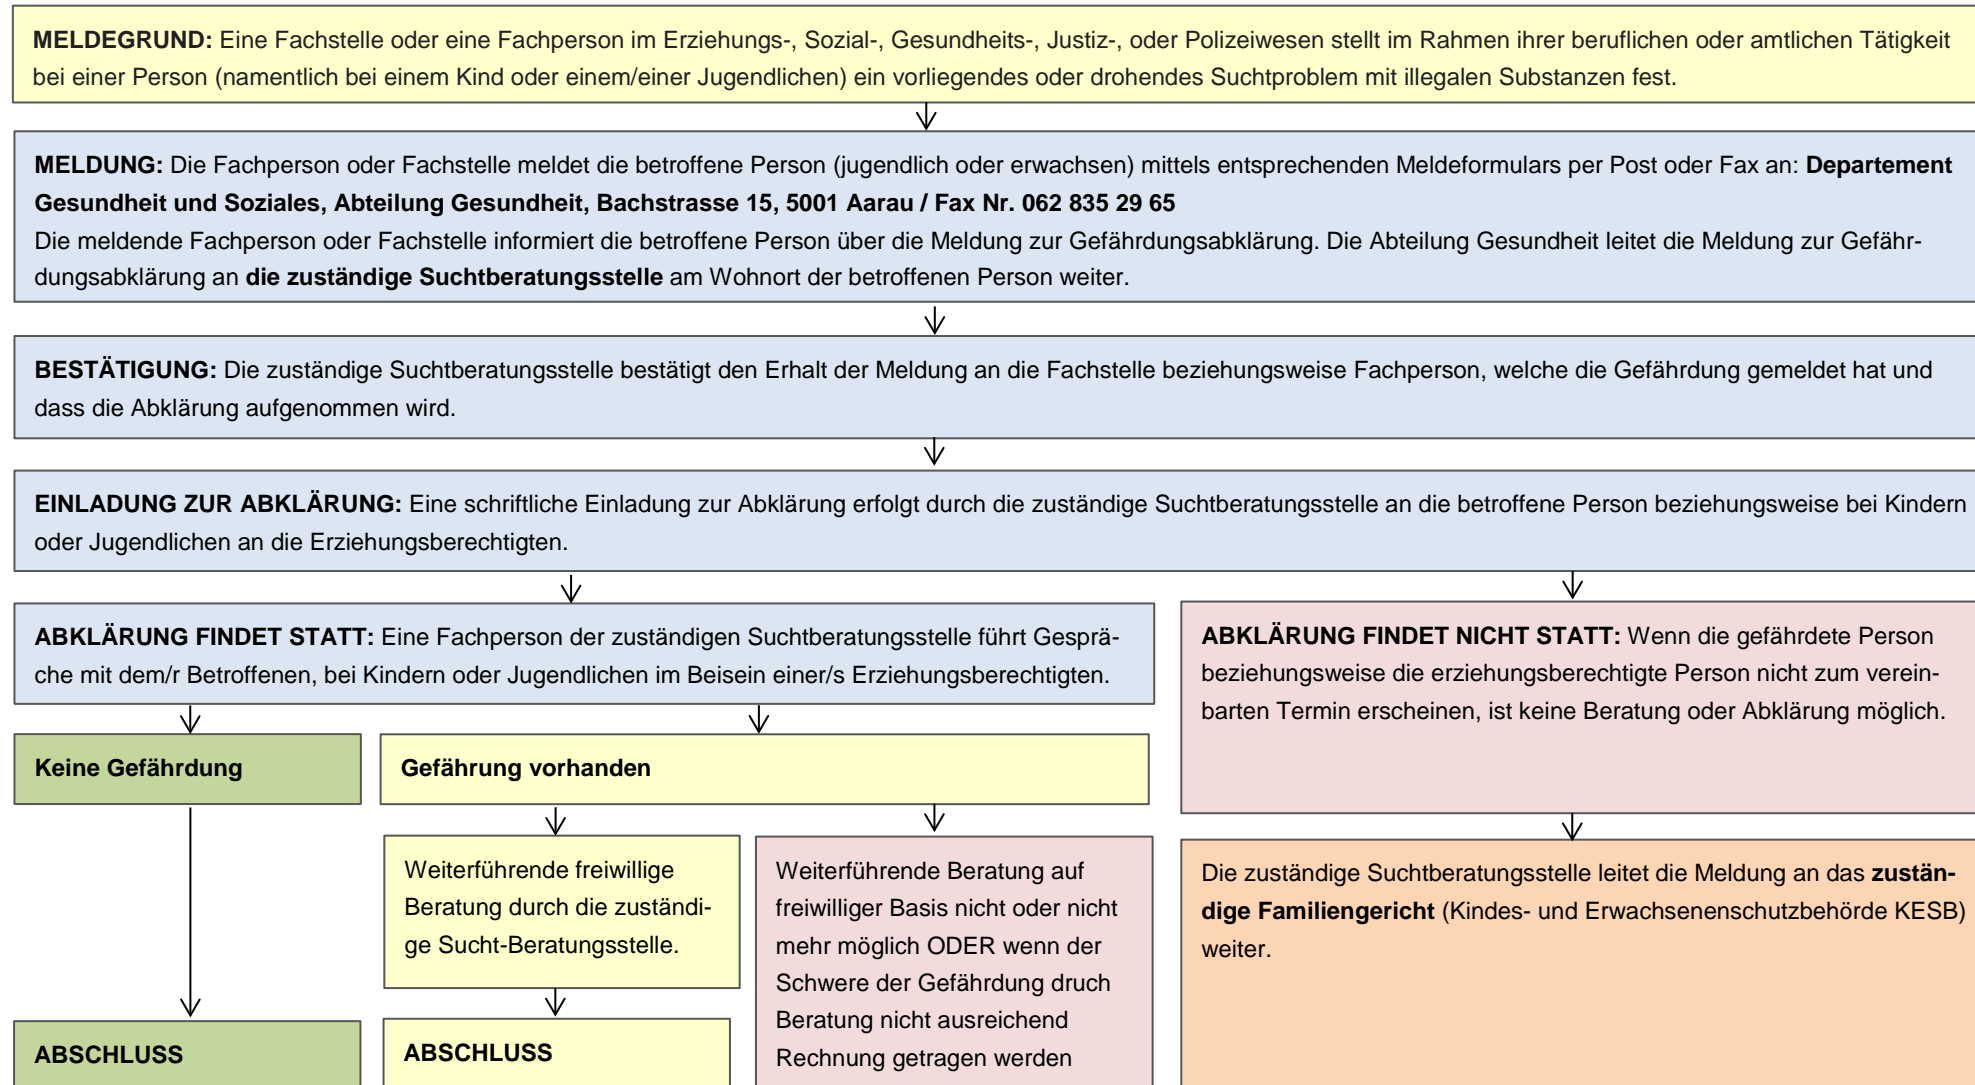 MELDEGRUND: Eine Fachstelle oder eine Fachperson im Erziehungs-, Sozial-, Gesundheits-, Justiz-, oder Polizeiwesen stellt im Rahmen ihrer beruflichen oder amtlichen Tätigkeit
bei einer Person (namentlich bei einem Kind oder einem/einer Jugendlichen) ein vorliegendes oder drohendes Suchtproblem mit illegalen Substanzen fest.
MELDUNG: Die Fachperson oder Fachstelle meldet die betroffene Person (jugendlich oder erwachsen) mittels entsprechenden Meldeformulars per Post oder Fax an: Departement
Gesundheit und Soziales, Abteilung Gesundheit, Bachstrasse 15, 5001 Aarau / Fax Nr. 062 835 29 65
Die meldende Fachperson oder Fachstelle informiert die betroffene Person über die Meldung zur Gefährdungsabklärung. Die Abteilung Gesundheit leitet die Meldung zur Gefähr-
dungsabklärung an die zuständige Suchtberatungsstelle am Wohnort der betroffenen Person weiter.
BESTÄTIGUNG: Die zuständige Suchtberatungsstelle bestätigt den Erhalt der Meldung an die Fachstelle beziehungsweise Fachperson, welche die Gefährdung gemeldet hat und
dass die Abklärung aufgenommen wird.
EINLADUNG ZUR ABKLÄRUNG: Eine schriftliche Einladung zur Abklärung erfolgt durch die zuständige Suchtberatungsstelle an die betroffene Person beziehungsweise bei Kindern
oder Jugendlichen an die Erziehungsberechtigten.
ABKLÄRUNG FINDET STATT: Eine Fachperson der zuständigen Suchtberatungsstelle führt Gesprä-
che mit dem/r Betroffenen, bei Kindern oder Jugendlichen im Beisein einer/s Erziehungsberechtigten.
ABKLÄRUNG FINDET NICHT STATT: Wenn die gefährdete Person
beziehungsweise die erziehungsberechtigte Person nicht zum verein-
barten Termin erscheinen, ist keine Beratung oder Abklärung möglich.
Keine Gefährdung
Gefährung vorhanden
Weiterführende freiwillige
Beratung durch die zuständi-
ge Sucht-Beratungsstelle.
Weiterführende Beratung auf
freiwilliger Basis nicht oder nicht
mehr möglich ODER wenn der
Schwere der Gefährdung druch
Beratung nicht ausreichend
Rechnung getragen werden
Die zuständige Suchtberatungsstelle leitet die Meldung an das zustän-
dige Familiengericht (Kindes- und Erwachsenenschutzbehörde KESB)
weiter.
ABSCHLUSS
ABSCHLUSS